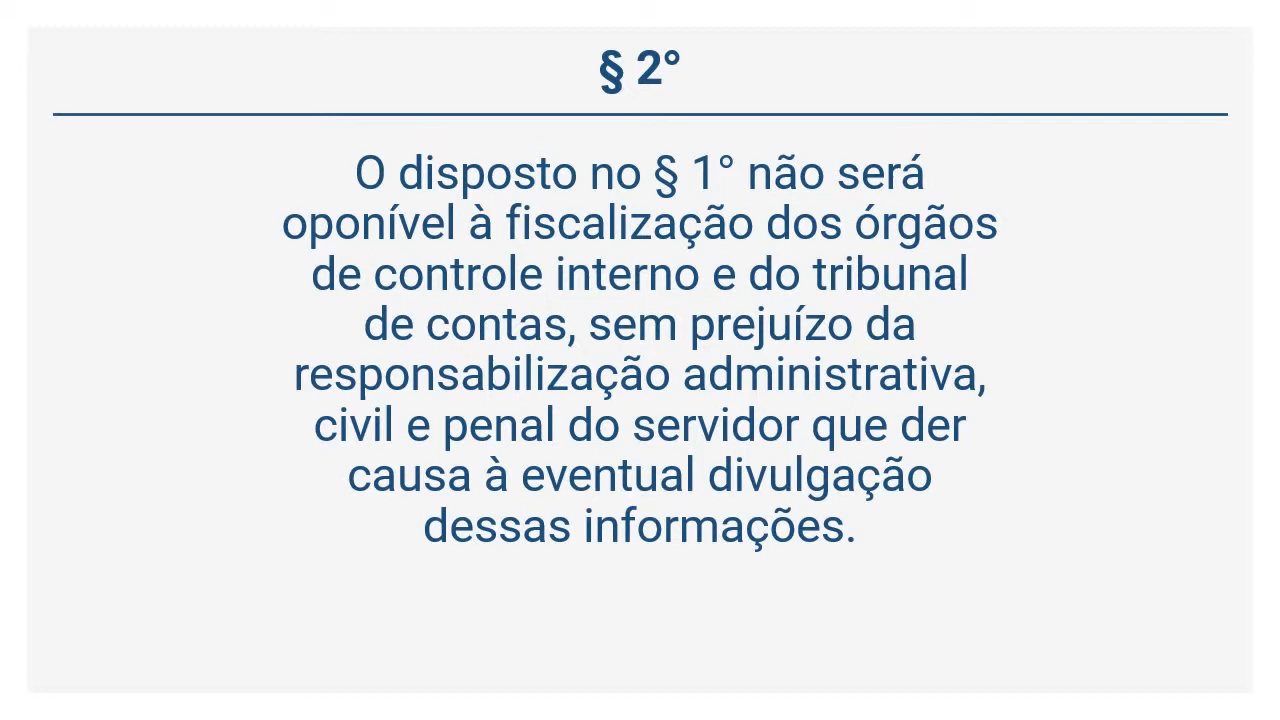 § 2°
O disposto no § 1° não será
oponível à fiscalização dos órgãos
de controle interno e do tribunal
de contas, sem prejuízo da
responsabilização administrativa,
civil e penal do servidor que der
causa à eventual divulgação
dessas informações.